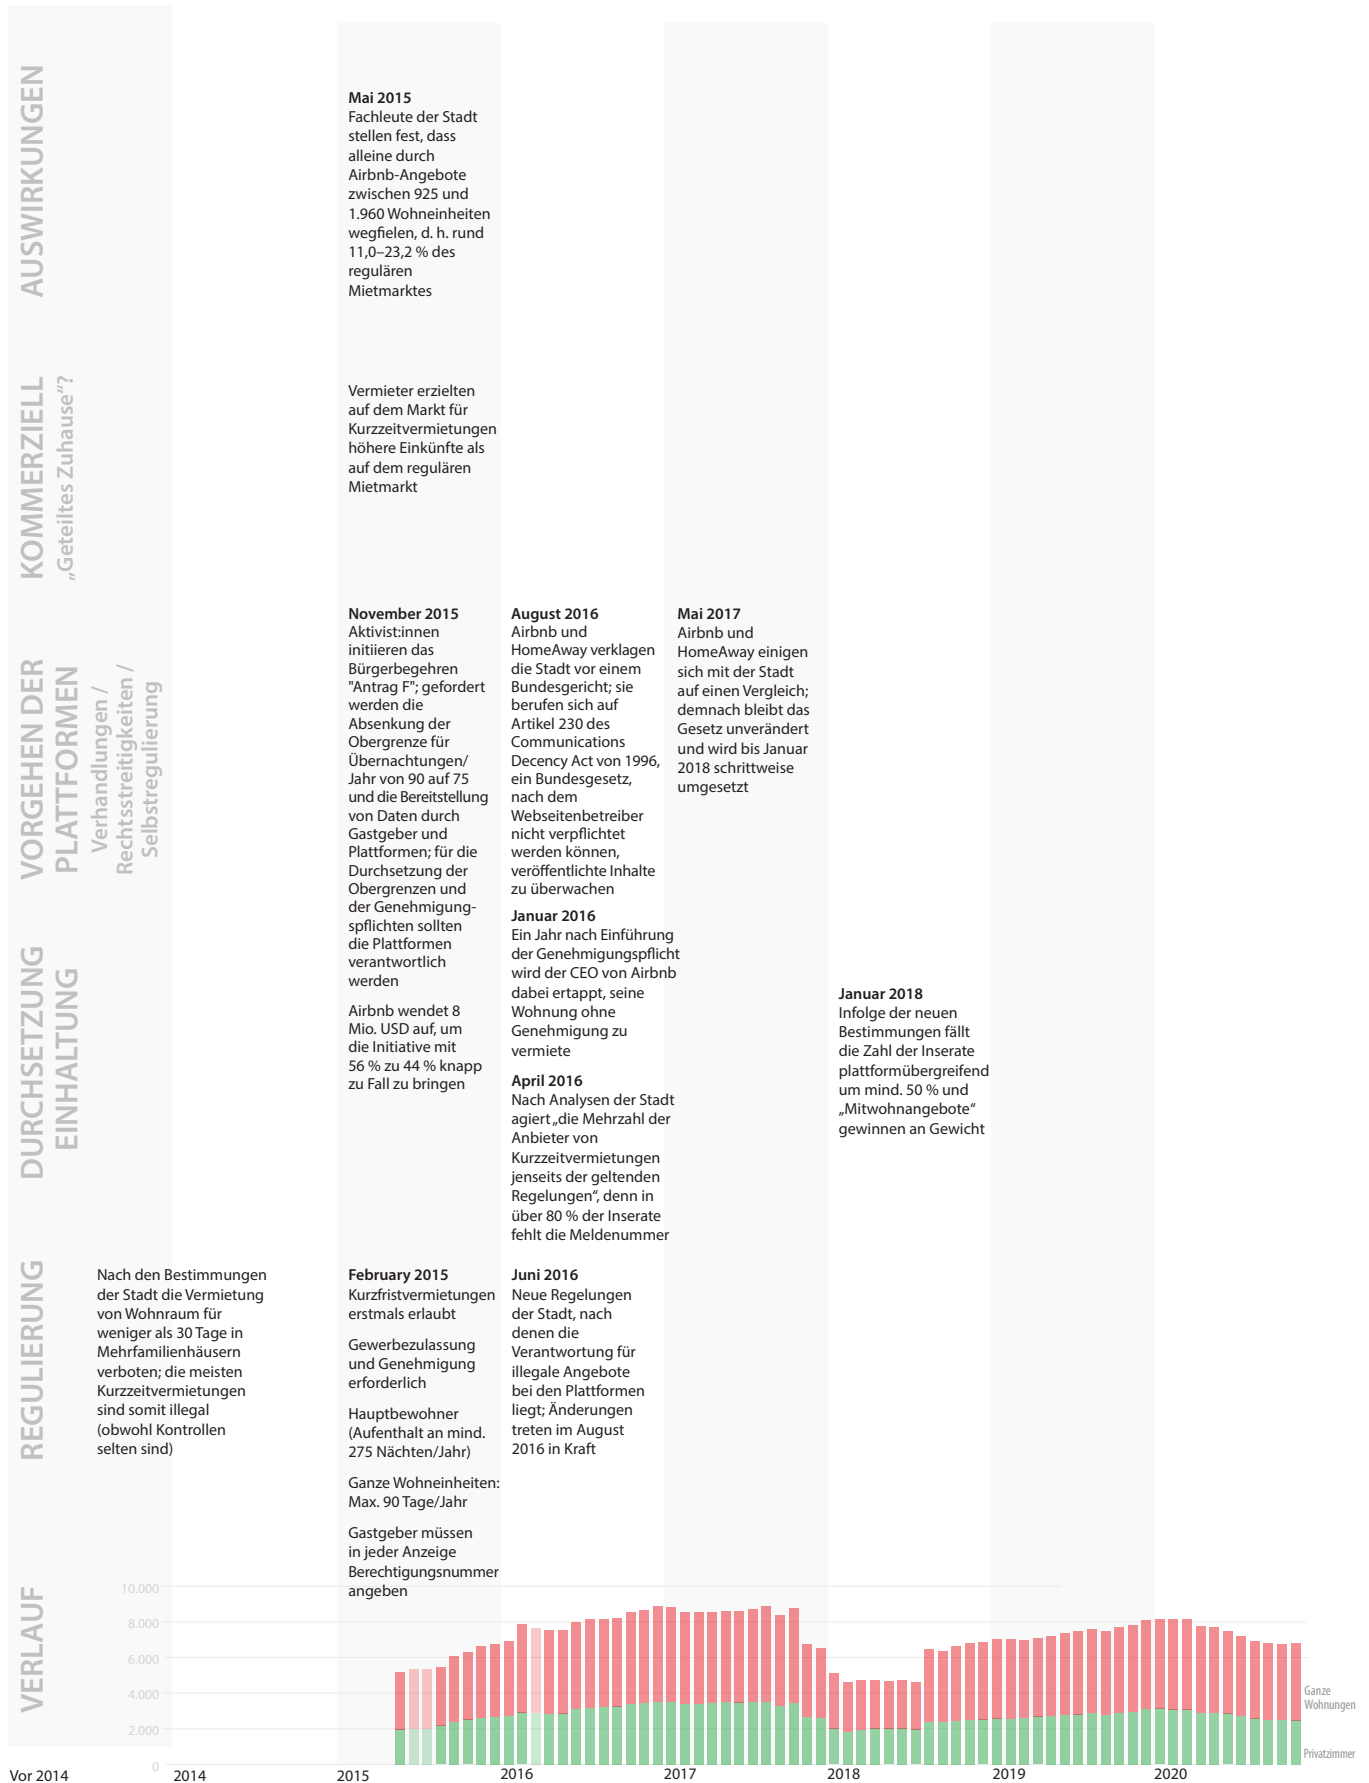 AUSWIRKUNGEN
Mai 2015
Fachleute der Stadt
stellen fest, dass
alleine durch
Airbnb-Angebote
zwischen 925 und
1.960 Wohneinheiten
wegfielen, d. h. rund
11,0–23,2 % des
regulären
Mietmarktes
KOMMERZIELL
„Geteiltes Zuhause“?
Vermieter erzielten
auf dem Markt für
Kurzzeitvermietungen
höhere Einkünfte als
auf dem regulären
Mietmarkt
VORGEHEN DER
PLATTFORMEN
Verhandlungen /
Rechtsstreitigkeiten /
Selbstregulierung
November 2015
Aktivist:innen
initiieren das
Bürgerbegehren
"Antrag F"; gefordert
werden die
Absenkung der
Obergrenze für
Übernachtungen/
Jahr von 90 auf 75
und die Bereitstellung
von Daten durch
Gastgeber und
Plattformen; für die
Durchsetzung der
Obergrenzen und
der Genehmigung-
spflichten sollten
die Plattformen
verantwortlich
werden
Airbnb wendet 8
Mio. USD auf, um
die Initiative mit
56 % zu 44 % knapp
zu Fall zu bringen
August 2016
Airbnb und
HomeAway verklagen
die Stadt vor einem
Bundesgericht; sie
berufen sich auf
Artikel 230 des
Communications
Decency Act von 1996,
ein Bundesgesetz,
nach dem
Webseitenbetreiber
nicht verpflichtet
werden können,
veröffentlichte Inhalte
zu überwachen
Mai 2017
Airbnb und
HomeAway einigen
sich mit der Stadt
auf einen Vergleich;
demnach bleibt das
Gesetz unverändert
und wird bis Januar
2018 schrittweise
umgesetzt
DURCHSETZUNG
EINHALTUNG
Januar 2016
Ein Jahr nach Einführung
der Genehmigungspflicht
wird der CEO von Airbnb
dabei ertappt, seine
Wohnung ohne
Genehmigung zu
vermiete
April 2016
Nach Analysen der Stadt
agiert „die Mehrzahl der
Anbieter von
Kurzzeitvermietungen
jenseits der geltenden
Regelungen“, denn in
über 80 % der Inserate
fehlt die Meldenummer
Januar 2018
Infolge der neuen
Bestimmungen fällt
die Zahl der Inserate
plattformübergreifend
um mind. 50 % und
„Mitwohnangebote“
gewinnen an Gewicht
REGULIERUNG
Nach den Bestimmungen
der Stadt die Vermietung
von Wohnraum für
weniger als 30 Tage in
Mehrfamilienhäusern
verboten; die meisten
Kurzzeitvermietungen
sind somit illegal
(obwohl Kontrollen
selten sind)
February 2015
Kurzfristvermietungen
erstmals erlaubt
Gewerbezulassung
und Genehmigung
erforderlich
Hauptbewohner
(Aufenthalt an mind.
275 Nächten/Jahr)
Ganze Wohneinheiten:
Max. 90 Tage/Jahr
Gastgeber müssen
in jeder Anzeige
Berechtigungsnummer
angeben
Juni 2016
Neue Regelungen
der Stadt, nach
denen die
Verantwortung für
illegale Angebote
bei den Plattformen
liegt; Änderungen
treten im August
2016 in Kraft
VERLAUF
10.000
8.000
6.000
4.000
2.000
0
Ganze
Wohnungen
Privatzimmer
Vor 2014
2014
2015
2016
2017
2018
2019
2020